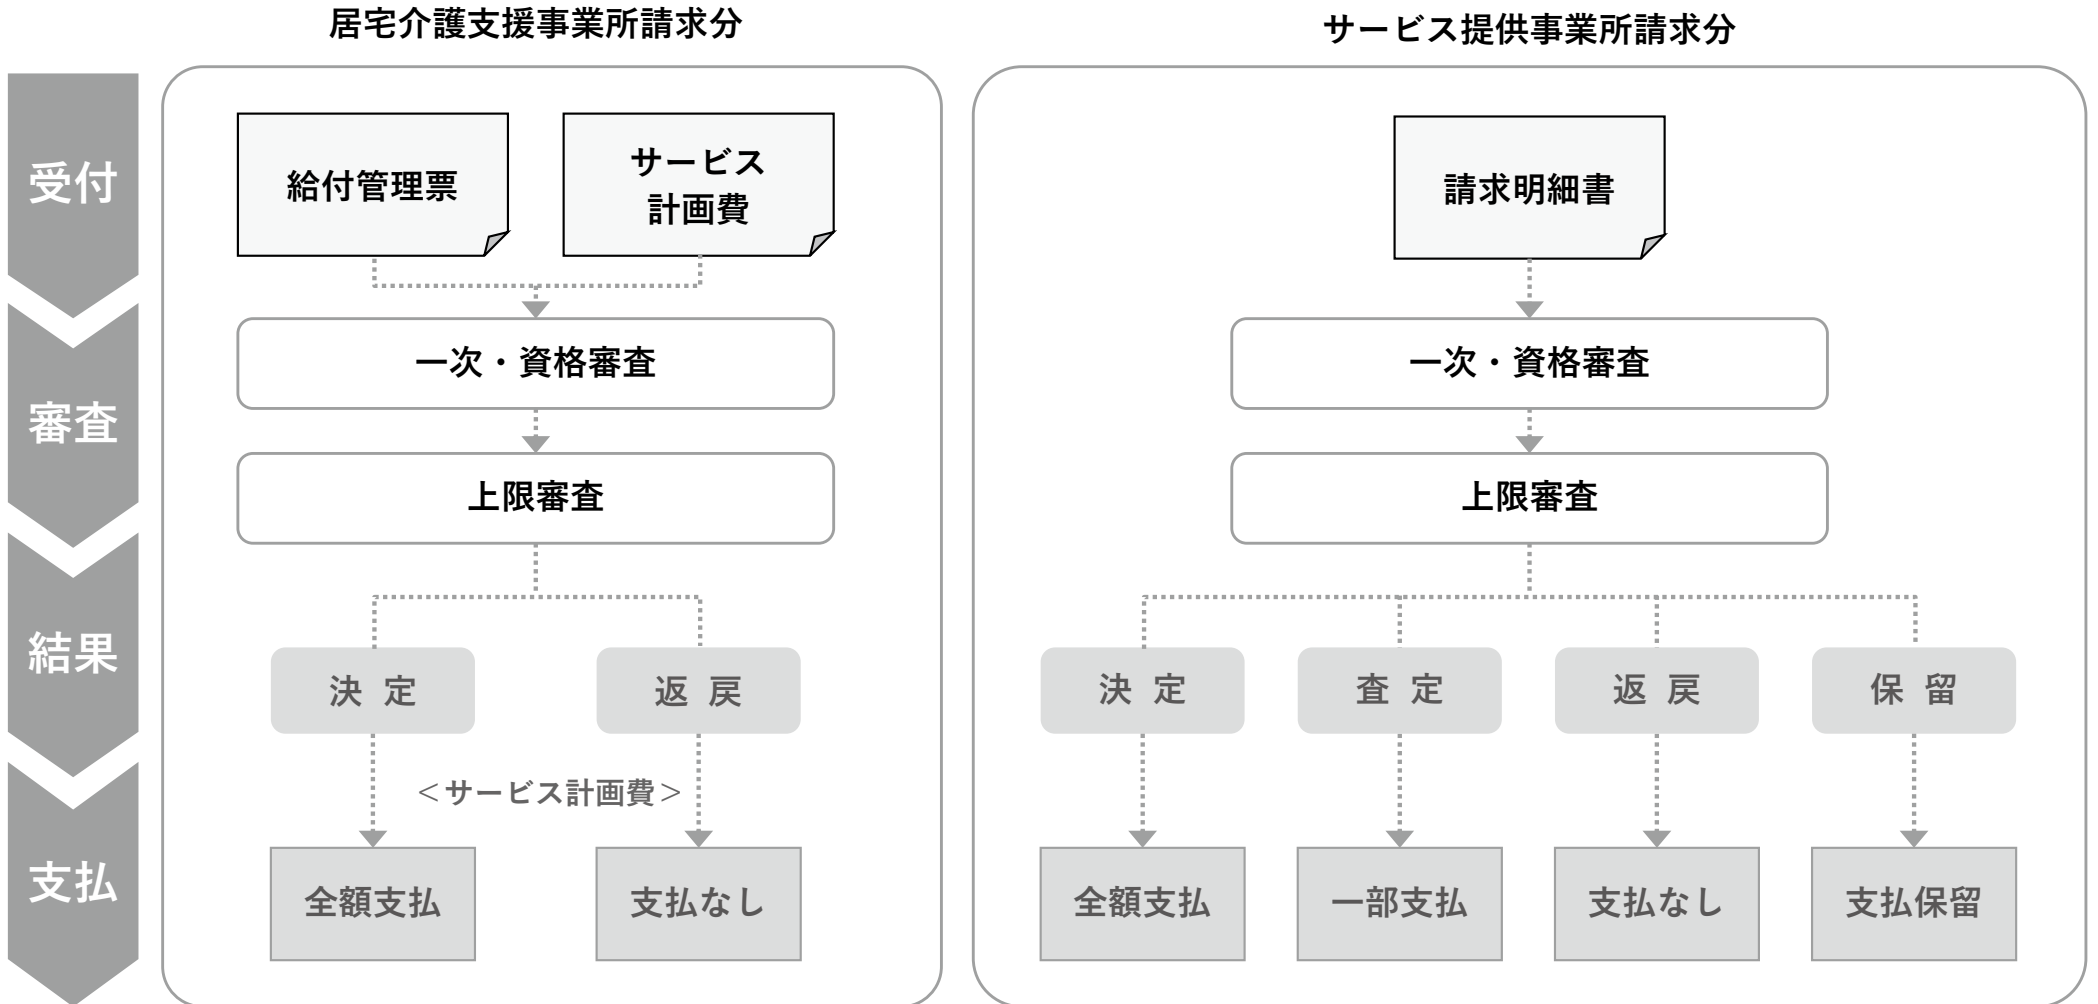 居宅介護支援事業所請求分
サービス提供事業所請求分
受付
給付管理票
サービス
計画費
請求明細書
審査
一次・資格審査
一次・資格審査
上限審査
上限審査
結果
決 定
返 戻
決 定
査 定
返 戻
保 留
＜サービス計画費＞
支払
全額支払
支払なし
全額支払
一部支払
支払なし
支払保留